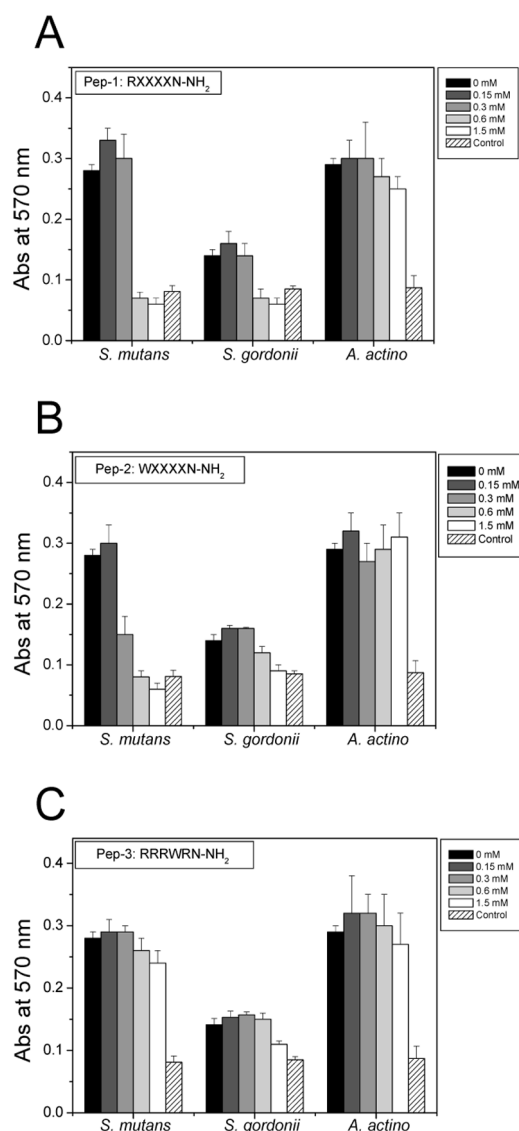 A
Pep-1: RXXXXN-NH₂
0 mM
0.15 mM
0.3 mM
0.6 mM
1.5 mM
Control
Abs at 570 nm
0.4
0.3
0.2
0.1
0.0
S. mutans S. gordonii A. actino
B
Pep-2: WXXXXN-NH₂
0 mM
0.15 mM
0.3 mM
0.6 mM
1.5 mM
Control
Abs at 570 nm
0.4
0.3
0.2
0.1
0.0
S. mutans S. gordonii A. actino
C
Pep-3: RRRWRN-NH₂
0 mM
0.15 mM
0.3 mM
0.6 mM
1.5 mM
Control
Abs at 570 nm
0.4
0.3
0.2
0.1
0.0
S. mutans S. gordonii A. actino